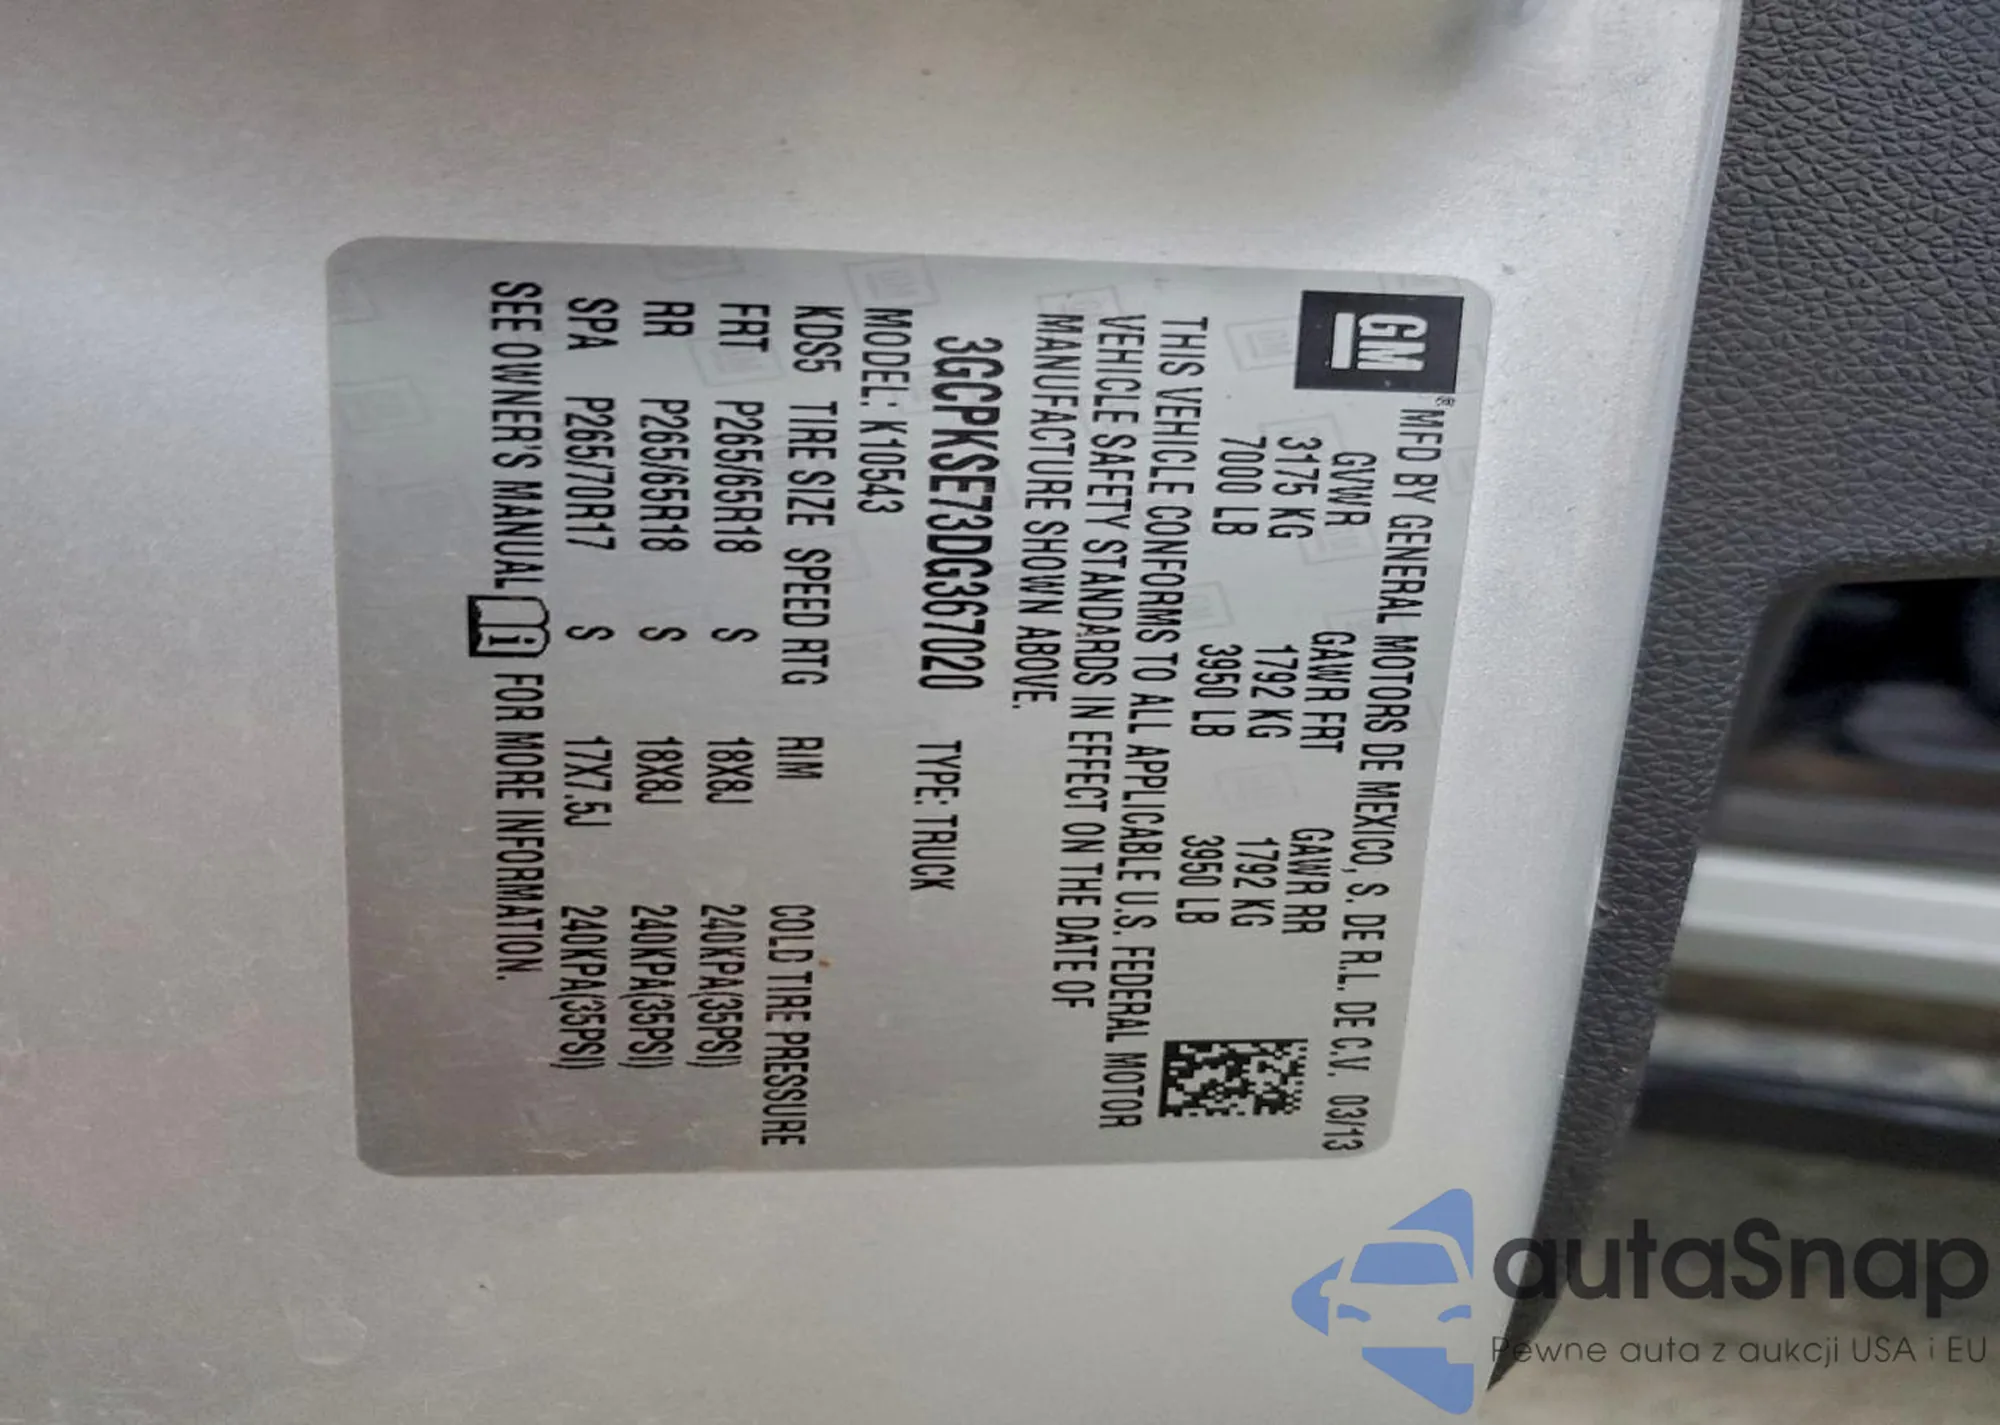 GM
® MFD BY GENERAL MOTORS DE MEXICO, S. DE R.L. DE C.V. 03/13
GVWR GAWR FRT GAWR RR
3175 KG 1792 KG 1792 KG
7000 LB 3950 LB 3950 LB
THIS VEHICLE CONFORMS TO ALL APPLICABLE U.S. FEDERAL MOTOR
VEHICLE SAFETY STANDARDS IN EFFECT ON THE DATE OF
MANUFACTURE SHOWN ABOVE.
3GCPKSE73DG367020 TYPE: TRUCK
MODEL: K10543
KDS5 TIRE SIZE SPEED RTG RIM COLD TIRE PRESSURE
FRT P265/65R18 S 18X8J 240KPA(35PSI)
RR P265/65R18 S 18X8J 240KPA(35PSI)
SPA P265/70R17 S 17X7.5J 240KPA(35PSI)
SEE OWNER'S MANUAL i FOR MORE INFORMATION.
autaSnap
Pewne auta z aukcji USA i EU